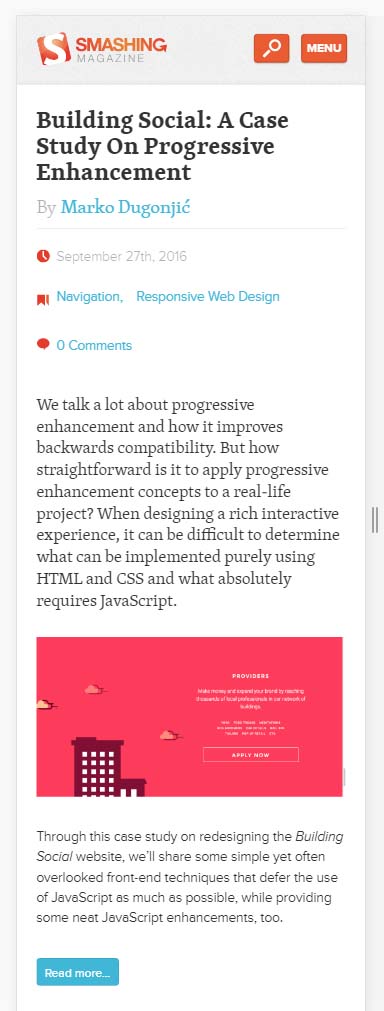 SMASHING
MAGAZINE
MENU
Building Social: A Case
Study On Progressive
Enhancement
By Marko Dugonjić
September 27th, 2016
Navigation, Responsive Web Design
0 Comments
We talk a lot about progressive
enhancement and how it improves
backwards compatibility. But how
straightforward is it to apply progressive
enhancement concepts to a real-life
project? When designing a rich interactive
experience, it can be difficult to determine
what can be implemented purely using
HTML and CSS and what absolutely
requires JavaScript.
PROVIDERS
Make money and expand your brand by reaching
thousands of local professionals in our network of
buildings.
APPLY NOW
Through this case study on redesigning the Building
Social website, we'll share some simple yet often
overlooked front-end techniques that defer the use
of JavaScript as much as possible, while providing
some neat JavaScript enhancements, too.
Read more...